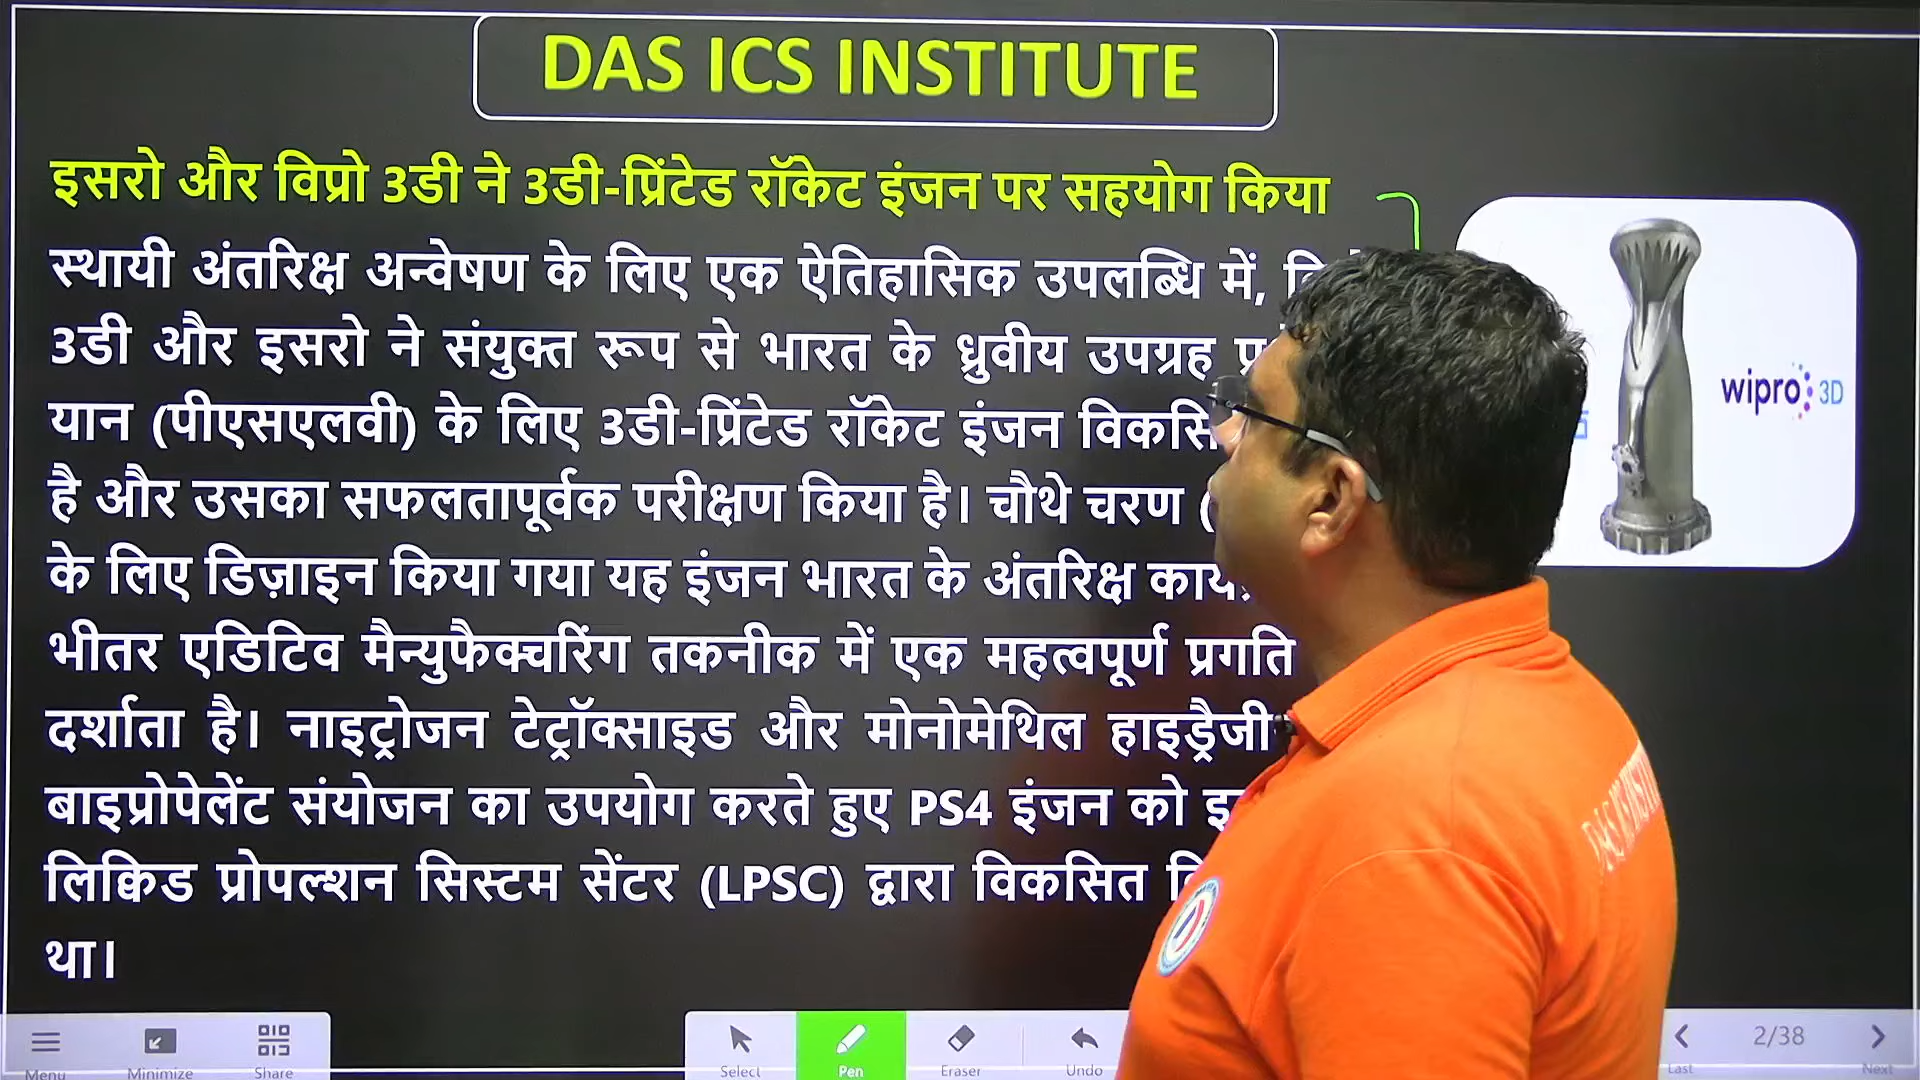 DAS ICS INSTITUTE
इसरो और विप्रो 3डी ने 3डी-प्रिंटेड रॉकेट इंजन पर सहयोग किया
स्थायी अंतरिक्ष अन्वेषण के लिए एक ऐतिहासिक उपलब्धि में,
3डी और इसरो ने संयुक्त रूप से भारत के ध्रुवीय उपग्रह
यान (पीएसएलवी) के लिए 3डी-प्रिंटेड रॉकेट इंजन
है और उसका सफलतापूर्वक परीक्षण किया है। चौथे चरण (
के लिए डिज़ाइन किया गया यह इंजन भारत के अंतरिक्ष
भीतर एडिटिव मैन्युफैक्चरिंग तकनीक में एक महत्वपूर्ण प्रगति
दर्शाता है। नाइट्रोजन टेट्रॉक्साइड और मोनोमेथिल
बाइप्रोपेलेंट संयोजन का उपयोग करते हुए PS4 इंजन को
लिक्विड प्रोपल्शन सिस्टम सेंटर (LPSC) द्वारा विकसित
था।
wipro 3D
Menu
Minimize
Share
Select
Pen
Eraser
Undo
Last
2/38
Next